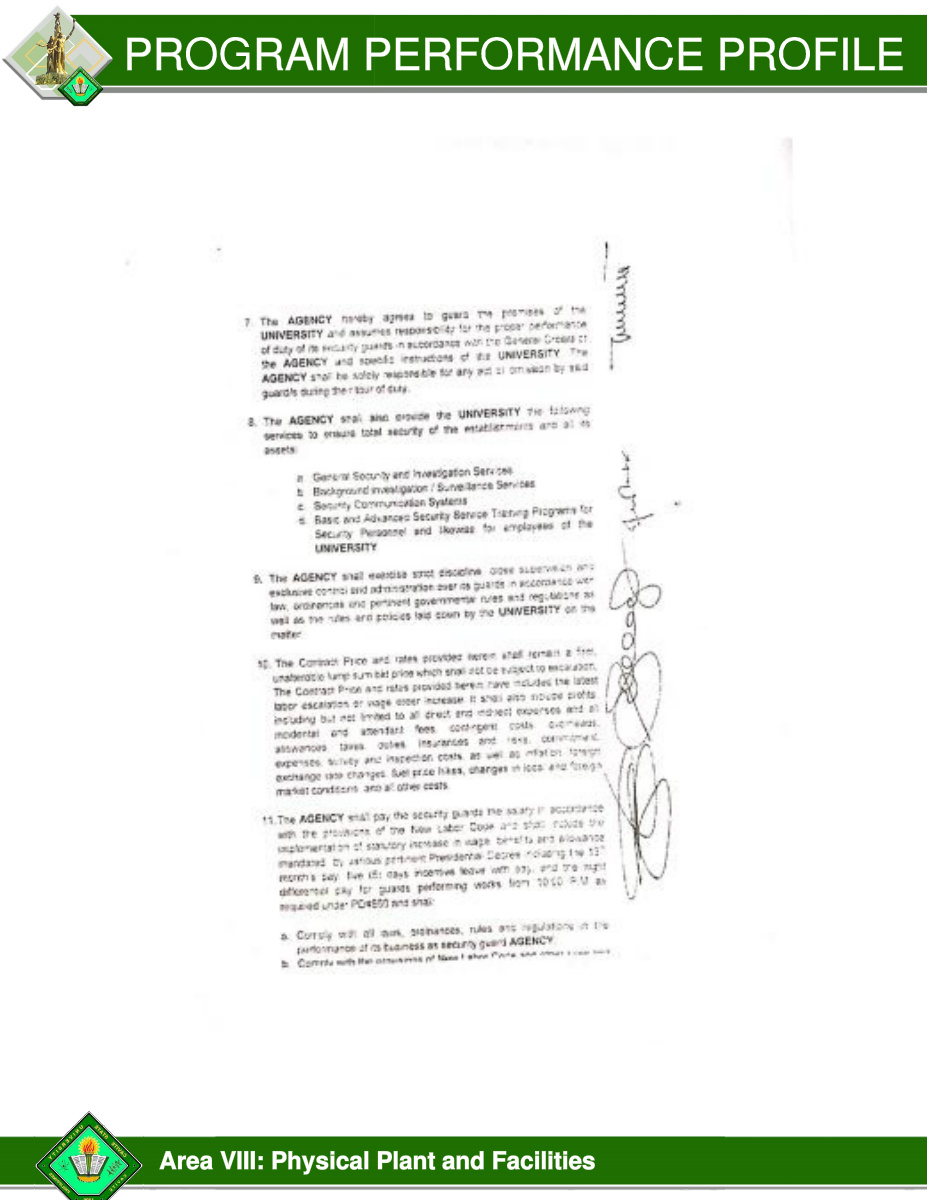 PROGRAM PERFORMANCE PROFILE
7. The AGENCY hereby agrees to guard the premises of the
UNIVERSITY and assumes responsibility for the proper performance
of duty of its security guards in accordance with the General Orders of
the AGENCY and specific instructions of the UNIVERSITY. The
AGENCY shall be solely responsible for any act or omission by said
guards during their tour of duty.
8. The AGENCY shall also provide the UNIVERSITY the following
services to ensure total security of the establishments and all its
assets:
a. General Security and Investigation Services
b. Background Investigation / Surveillance Services
c. Security Communication Systems
d. Basic and Advanced Security Service Training Programs for
Security Personnel and likewise for employees of the
UNIVERSITY
9. The AGENCY shall exercise strict discipline, close supervision and
exclusive control and administration over its guards in accordance with
law, ordinances and pertinent governmental rules and regulations as
well as the rules and policies laid down by the UNIVERSITY on the
matter.
10. The Contract Price and rates provided herein shall remain a firm,
unalterable lump sum bid price which shall not be subject to escalation.
The Contract Price and rates provided herein have included the latest
labor escalation or wage order increase. It shall also include profits
including but not limited to all direct and indirect expenses and all
incidental and attendant fees, contingent costs, overheads,
allowances, taxes, duties, insurances and risks, commitment,
expenses, survey and inspection costs, as well as inflation, foreign
exchange rate changes, fuel price hikes, changes in local and foreign
market conditions, and all other costs.
11. The AGENCY shall pay the security guards the salary in accordance
with the provisions of the New Labor Code and shall include the
implementation of statutory increase in wage, benefits and allowance
mandated by various pertinent Presidential Decree including the 13th
month's pay, five (5) days incentive leave with pay, and the night
differential pay for guards performing works from 10:00 P.M as
required under and shall:
a. Comply with all laws, ordinances, rules and regulations in the
performance of its business as security guard AGENCY.
b. Comply with the provisions of New Labor Code and other
Area VIII: Physical Plant and Facilities